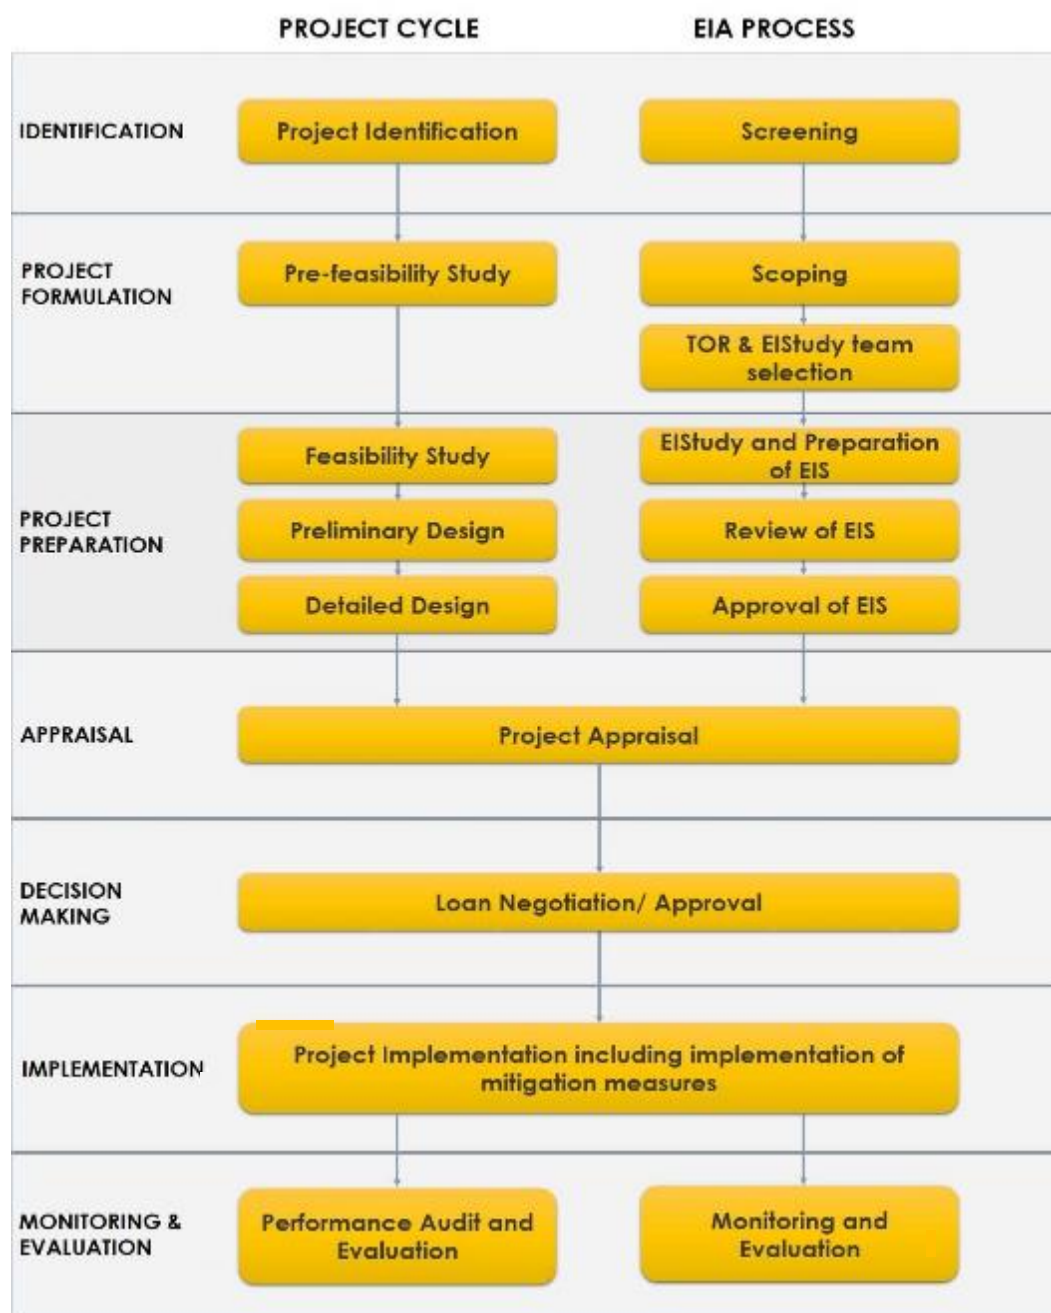 PROJECT CYCLE
EIA PROCESS
IDENTIFICATION
Project Identification
Screening
PROJECT
FORMULATION
Pre-feasibility Study
Scoping
TOR & EIStudy team
selection
PROJECT
PREPARATION
Feasibility Study
EIStudy and Preparation
of EIS
Preliminary Design
Review of EIS
Detailed Design
Approval of EIS
APPRAISAL
Project Appraisal
DECISION
MAKING
Loan Negotiation/ Approval
IMPLEMENTATION
Project Implementation including implementation of
mitigation measures
MONITORING &
EVALUATION
Performance Audit and
Evaluation
Monitoring and
Evaluation